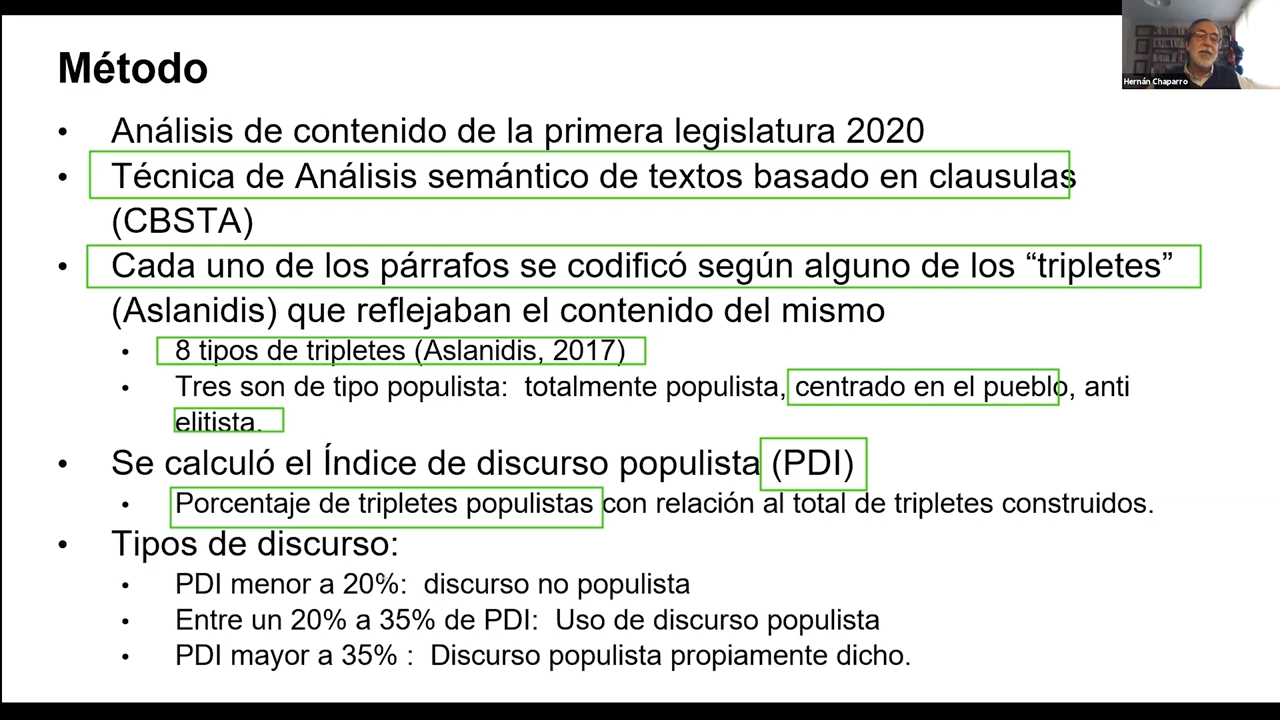 Método
Hernán Chaparro
• Análisis de contenido de la primera legislatura 2020
• Técnica de Análisis semántico de textos basado en clausulas
(CBSTA)
• Cada uno de los párrafos se codificó según alguno de los “tripletes”
(Aslanidis) que reflejaban el contenido del mismo
• 8 tipos de tripletes (Aslanidis, 2017)
• Tres son de tipo populista: totalmente populista, centrado en el pueblo, anti
elitista.
• Se calculó el Índice de discurso populista (PDI)
• Porcentaje de tripletes populistas con relación al total de tripletes construidos.
• Tipos de discurso:
• PDI menor a 20%: discurso no populista
• Entre un 20% a 35% de PDI: Uso de discurso populista
• PDI mayor a 35% : Discurso populista propiamente dicho.